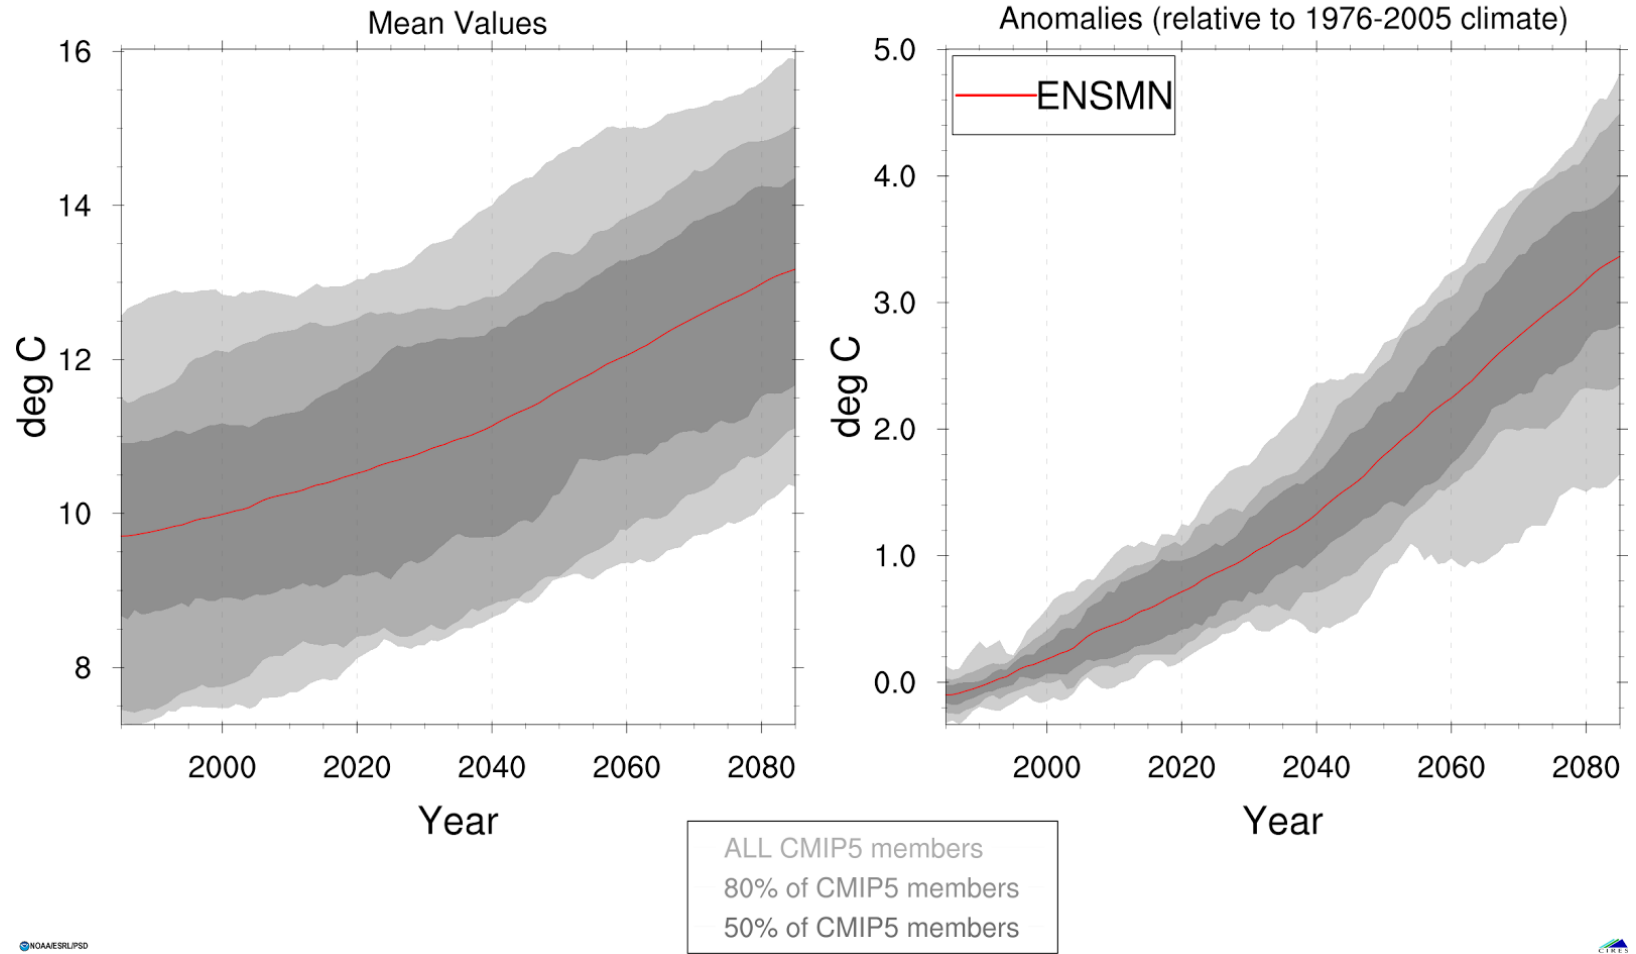 Mean Values
Anomalies (relative to 1976-2005 climate)
16
14
12
10
8
deg C
2000 2020 2040 2060 2080
Year
5.0
4.0
3.0
2.0
1.0
0.0
deg C
ENSMN
2000 2020 2040 2060 2080
Year
ALL CMIP5 members
80% of CMIP5 members
50% of CMIP5 members
NOAA/ESRL/PSD
CIRES